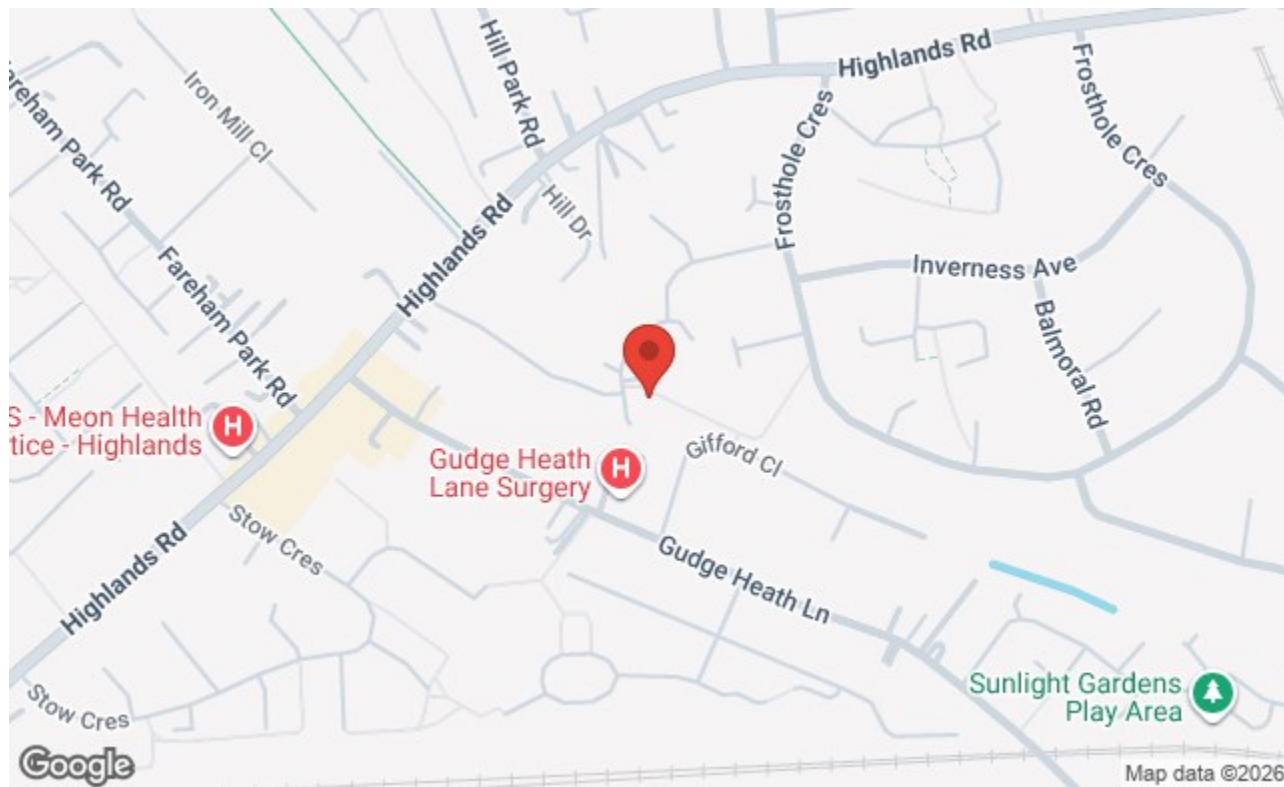 Highlands Rd
Hill Park Rd
Iron Mill Cl
Frosthole Cres
Frosthole Cres
areham Park Rd
Hill Dr
Highlands Rd
Inverness Ave
Fareham Park Rd
Balmoral Rd
S - Meon Health
tice - Highlands
H
Gudge Heath
Lane Surgery
H
Gifford Cl
Stow Cres
Highlands Rd
Gudge Heath Ln
Sunlight Gardens
Play Area
Stow Cres
Google
Map data ©2026